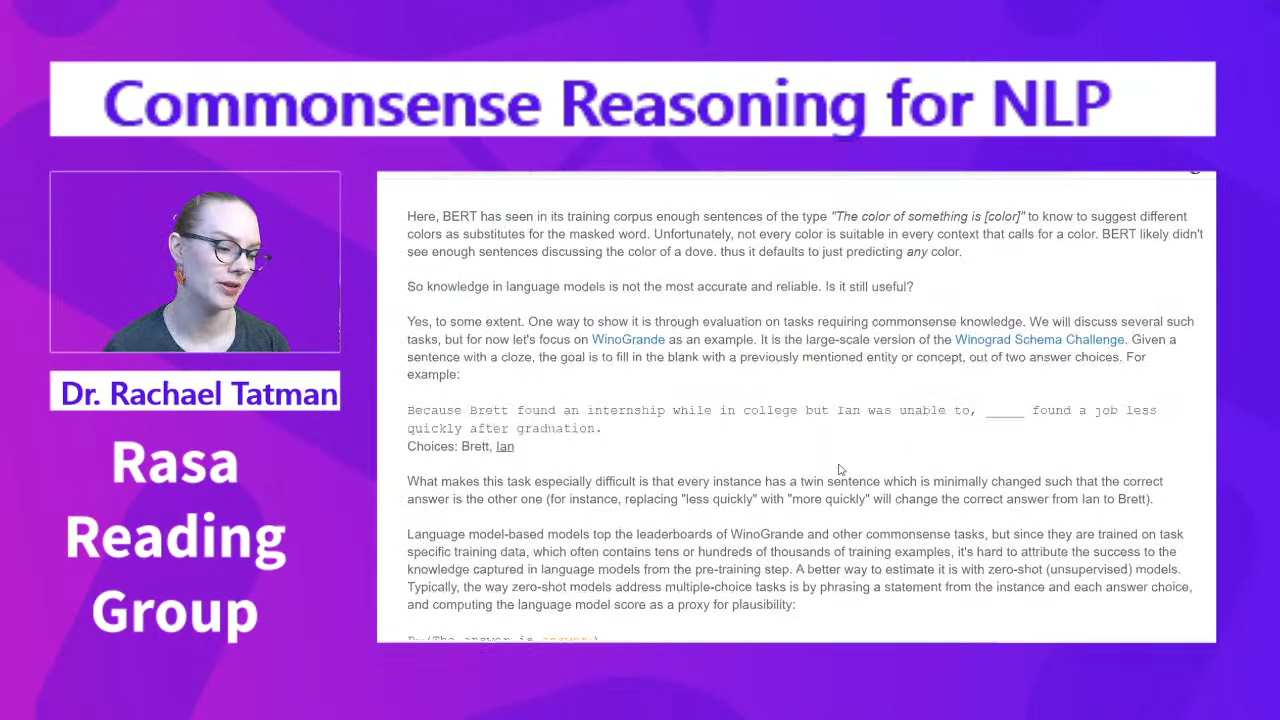 Commonsense Reasoning for NLP
Dr. Rachael Tatman
Rasa
Reading
Group
Here, BERT has seen in its training corpus enough sentences of the type "The color of something is [color]" to know to suggest different
colors as substitutes for the masked word. Unfortunately, not every color is suitable in every context that calls for a color. BERT likely didn't
see enough sentences discussing the color of a dove. thus it defaults to just predicting any color.
So knowledge in language models is not the most accurate and reliable. Is it still useful?
Yes, to some extent. One way to show it is through evaluation on tasks requiring commonsense knowledge. We will discuss several such
tasks, but for now let's focus on WinoGrande as an example. It is the large-scale version of the Winograd Schema Challenge. Given a
sentence with a cloze, the goal is to fill in the blank with a previously mentioned entity or concept, out of two answer choices. For
example:
Because Brett found an internship while in college but Ian was unable to, _____ found a job less
quickly after graduation.
Choices: Brett, Ian
What makes this task especially difficult is that every instance has a twin sentence which is minimally changed such that the correct
answer is the other one (for instance, replacing "less quickly" with "more quickly" will change the correct answer from Ian to Brett).
Language model-based models top the leaderboards of WinoGrande and other commonsense tasks, but since they are trained on task
specific training data, which often contains tens or hundreds of thousands of training examples, it's hard to attribute the success to the
knowledge captured in language models from the pre-training step. A better way to estimate it is with zero-shot (unsupervised) models.
Typically, the way zero-shot models address multiple-choice tasks is by phrasing a statement from the instance and each answer choice,
and computing the language model score as a proxy for plausibility:
The answer is